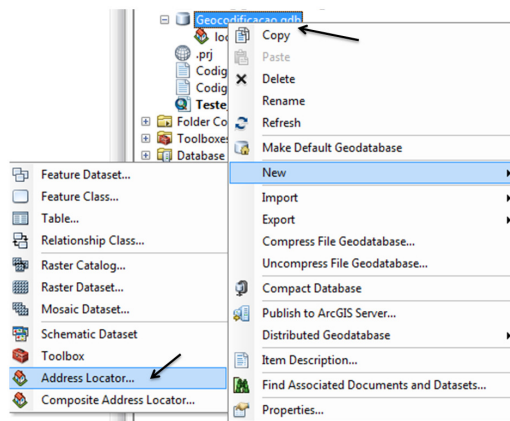 Geocodificacao.gdb
loc
.prj
Codig
Codig
Teste
Folder Co
Toolboxes
Database
Copy
Paste
Delete
Rename
Refresh
Make Default Geodatabase
New
Import
Export
Compress File Geodatabase...
Uncompress File Geodatabase...
Compact Database
Publish to ArcGIS Server...
Distributed Geodatabase
Item Description...
Find Associated Documents and Datasets...
Properties...
Feature Dataset...
Feature Class...
Table...
Relationship Class...
Raster Catalog...
Raster Dataset...
Mosaic Dataset...
Schematic Dataset
Toolbox
Address Locator...
Composite Address Locator...